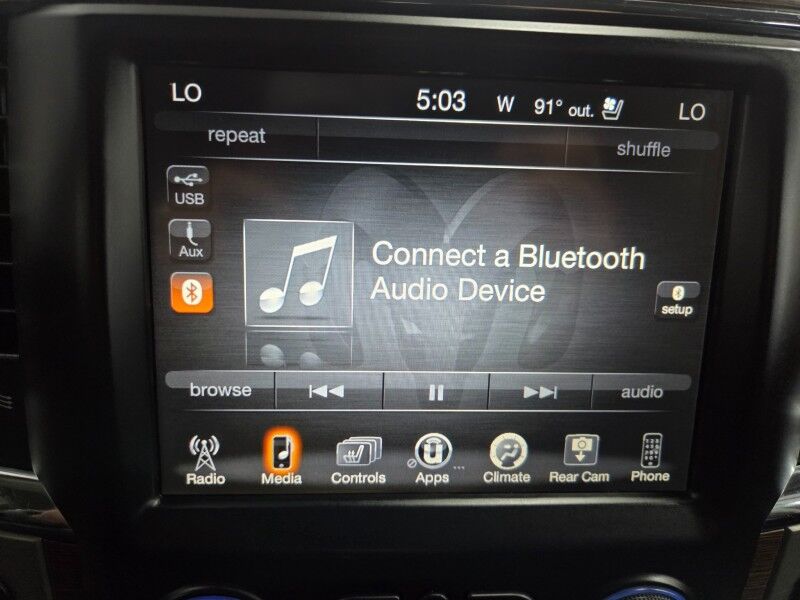 LO 5:03 W 91° out. LO
repeat shuffle
USB
Aux
Connect a Bluetooth
Audio Device
setup
browse audio
Radio Media Controls Apps Climate Rear Cam Phone